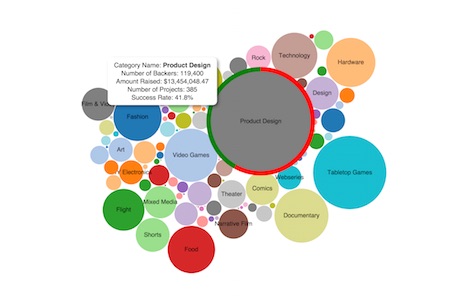 Rock
Technology
Hardware
Category Name: Product Design
Number of Backers: 119,400
Amount Raised: $13,454,048.47
Number of Projects: 385
Success Rate: 41.8%
Design
Film & Vi
Fashion
Product Design
Art
Video Games
Electronics
Webseries
Tabletop Games
Comics
Theater
Mixed Media
Flight
Documentary
Narrative Film
Shorts
Food